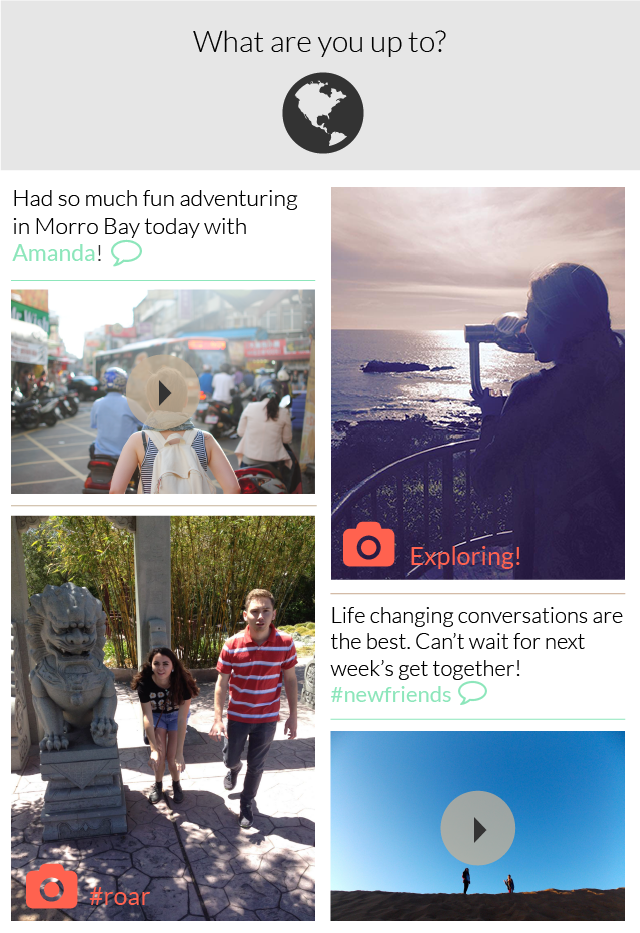 What are you up to?
Had so much fun adventuring
in Morro Bay today with
Amanda!
#roar
Exploring!
Life changing conversations are
the best. Can’t wait for next
week’s get together!
#newfriends